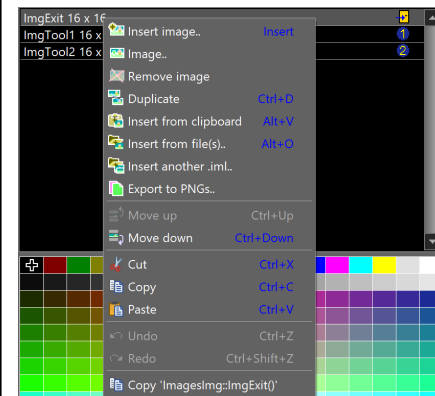 ImgExit 16 x 16
ImgTool1 16 x
1
ImgTool2 16 x
2
Insert image.. Insert
Image..
Remove image
Duplicate Ctrl+D
Insert from clipboard Alt+V
Insert from file(s).. Alt+O
Insert another .iml..
Export to PNGs..
Move up Ctrl+Up
Move down Ctrl+Down
Cut Ctrl+X
Copy Ctrl+C
Paste Ctrl+V
Undo Ctrl+Z
Redo Ctrl+Shift+Z
Copy 'ImagesImg::ImgExit()'